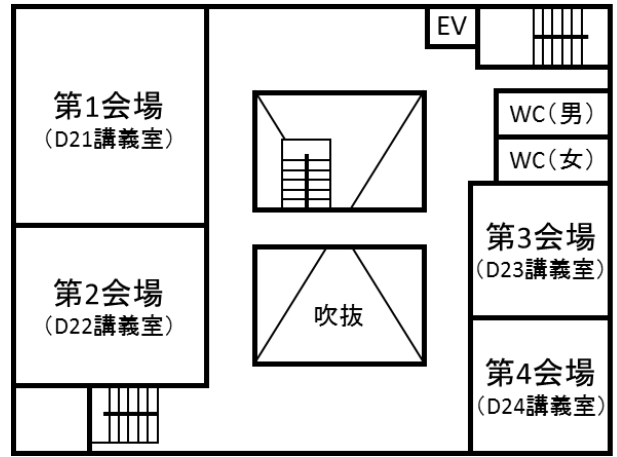 EV
第1会場
（D21講義室）
WC（男）
WC（女）
第3会場
（D23講義室）
第2会場
（D22講義室）
吹抜
第4会場
（D24講義室）